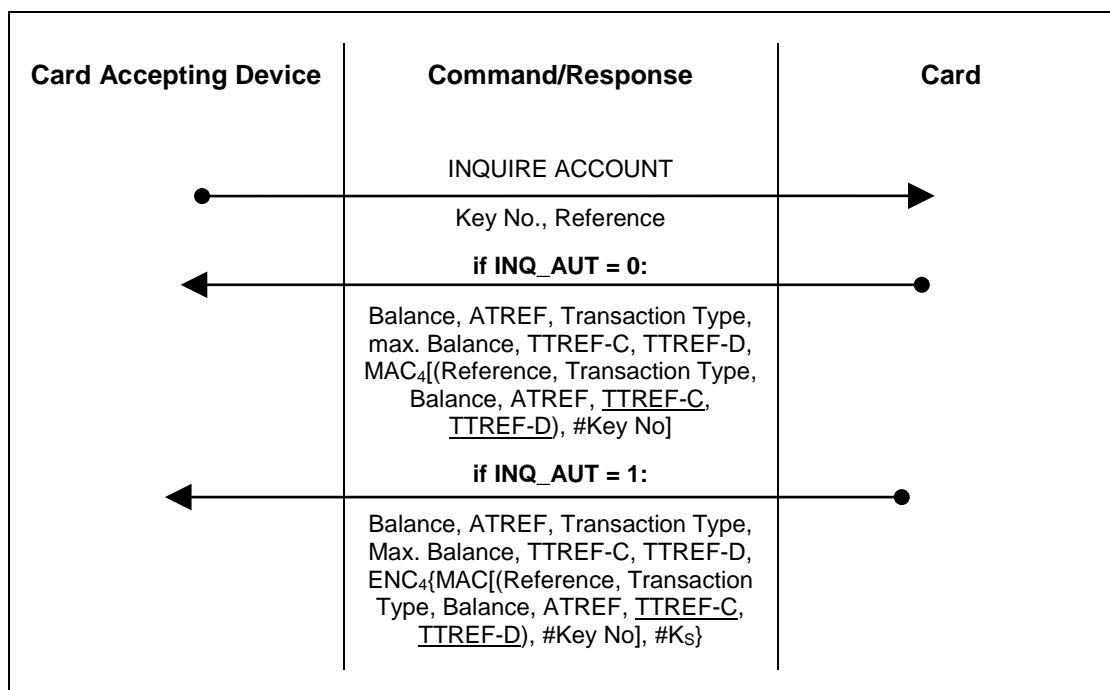 Card Accepting Device Command/Response Card
INQUIRE ACCOUNT
Key No., Reference
if INQ_AUT = 0:
Balance, ATREF, Transaction Type,
max. Balance, TTREF-C, TTREF-D,
MAC₄[(Reference, Transaction Type,
Balance, ATREF, TTREF-C,
TTREF-D), #Key No]
if INQ_AUT = 1:
Balance, ATREF, Transaction Type,
Max. Balance, TTREF-C, TTREF-D,
ENC₄{MAC[(Reference, Transaction
Type, Balance, ATREF, TTREF-C,
TTREF-D), #Key No], #Kₛ}